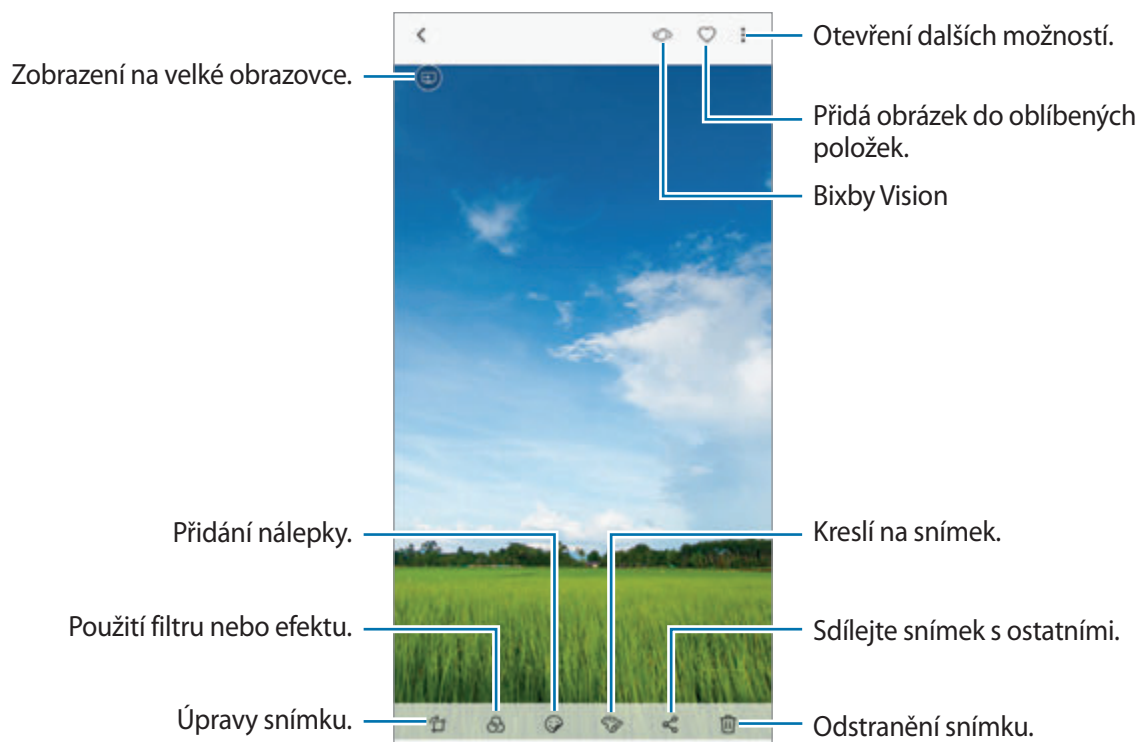 Otevření dalších možností.
Zobrazení na velké obrazovce.
Přidá obrázek do oblíbených
položek.
Bixby Vision
Přidání nálepky.
Kreslí na snímek.
Použití filtru nebo efektu.
Sdílejte snímek s ostatními.
Úpravy snímku.
Odstranění snímku.